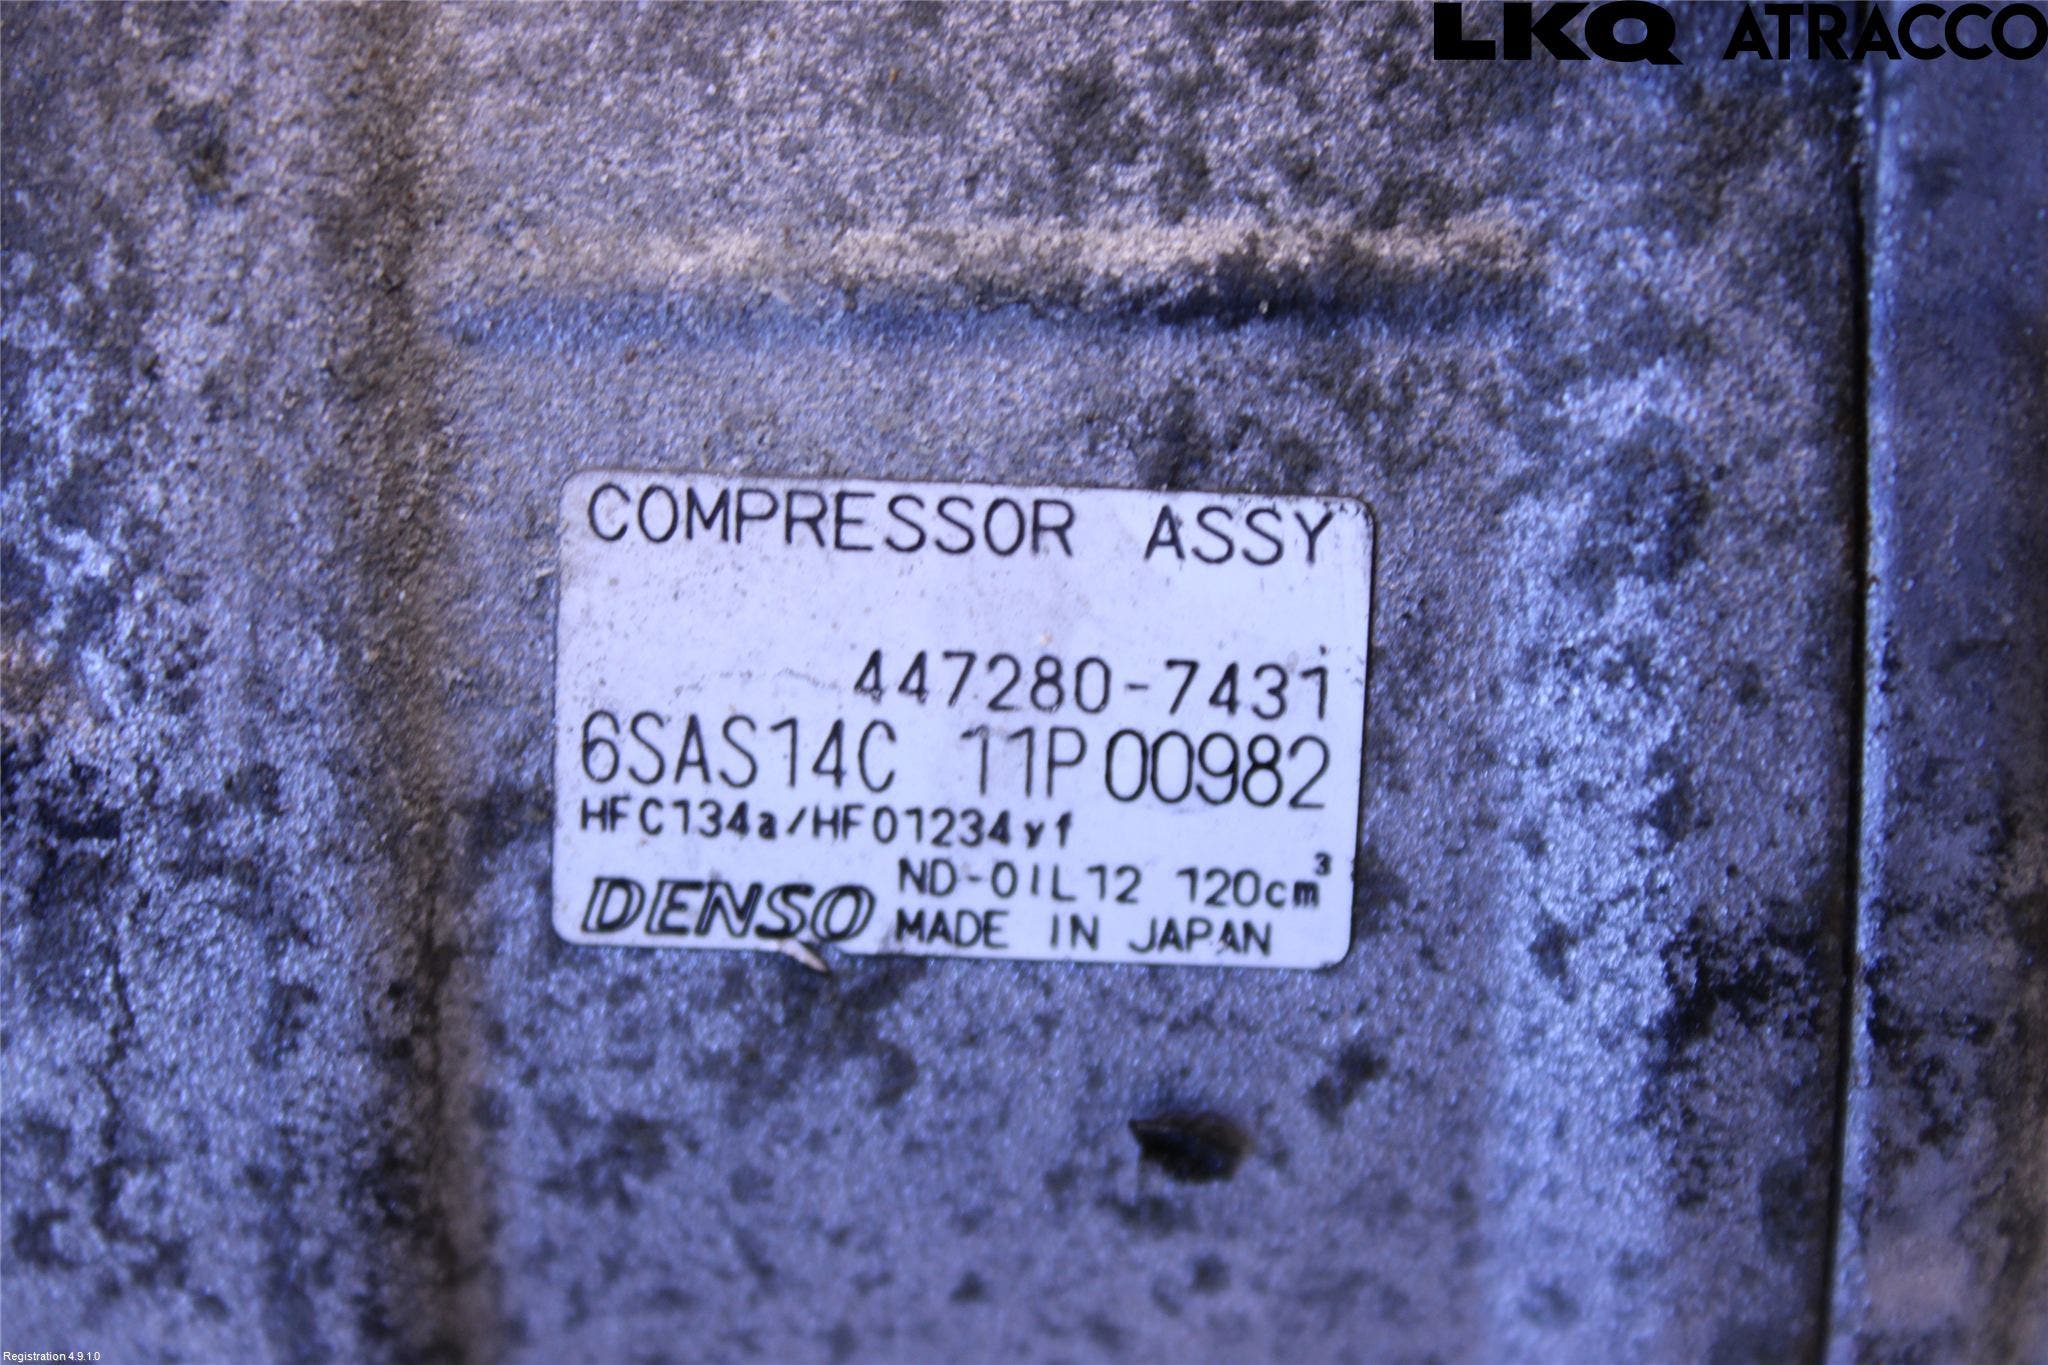 LKQ ATRACCO
COMPRESSOR ASSY
447280-7431
6SAS14C 11P00982
HFC134a/HFO1234yf
ND-OIL12 120cm³
DENSO MADE IN JAPAN
Registration 4.9.1.0